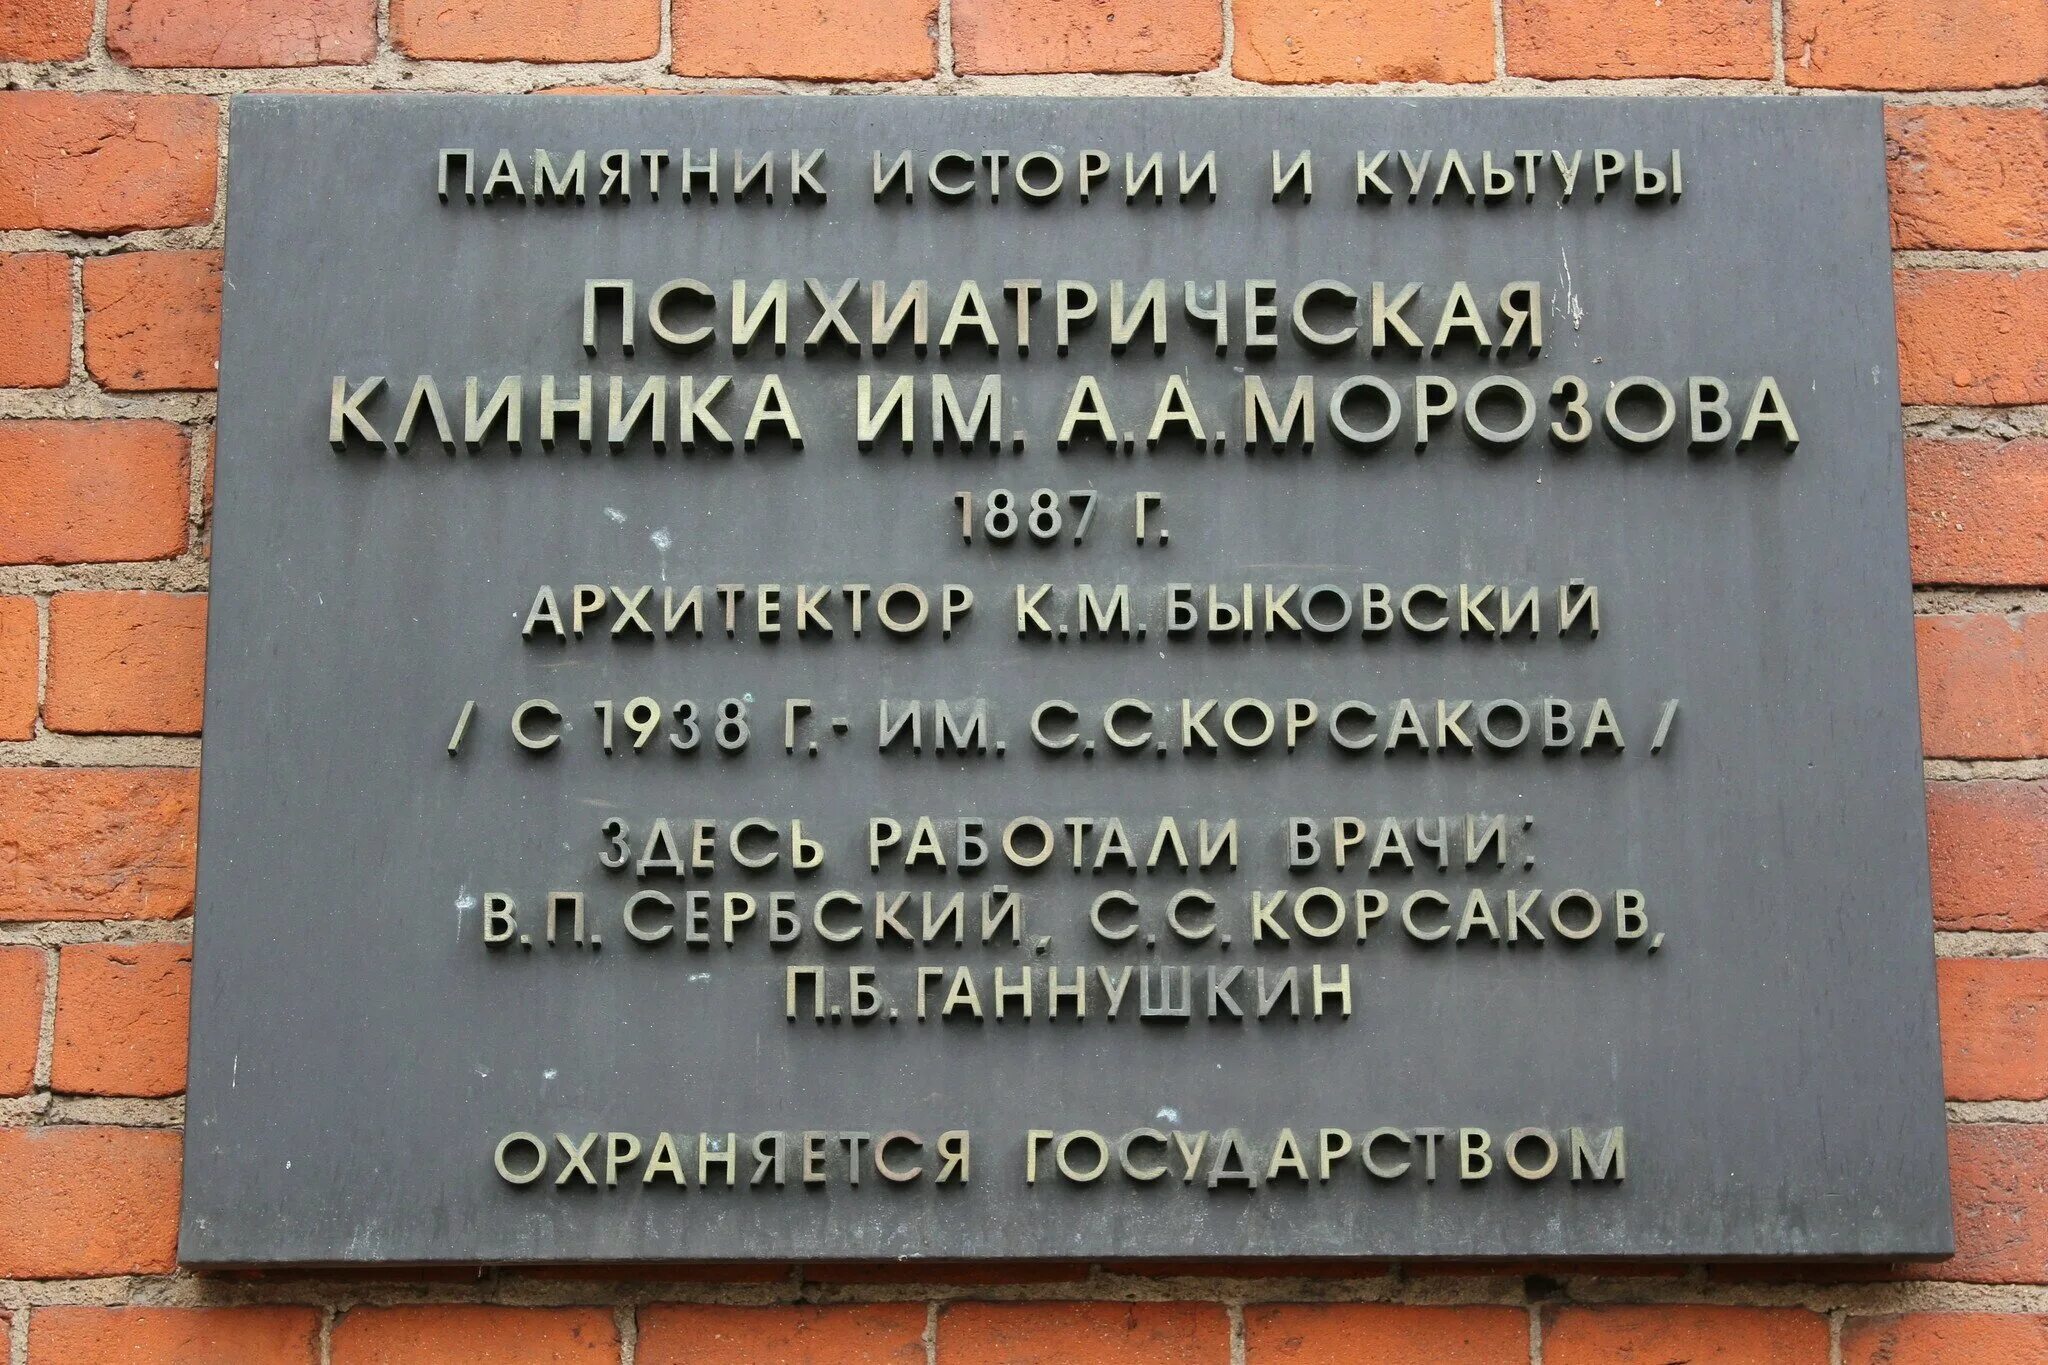 ПАМЯТНИК ИСТОРИИ И КУЛЬТУРЫ
ПСИХИАТРИЧЕСКАЯ
КЛИНИКА ИМ. А.А.МОРОЗОВА
1887 Г.
АРХИТЕКТОР К.М.БЫКОВСКИЙ
/ С 1938 Г.- ИМ. С.С.КОРСАКОВА /
ЗДЕСЬ РАБОТАЛИ ВРАЧИ:
В.П.СЕРБСКИЙ, С.С.КОРСАКОВ,
П.Б.ГАННУШКИН
ОХРАНЯЕТСЯ ГОСУДАРСТВОМ